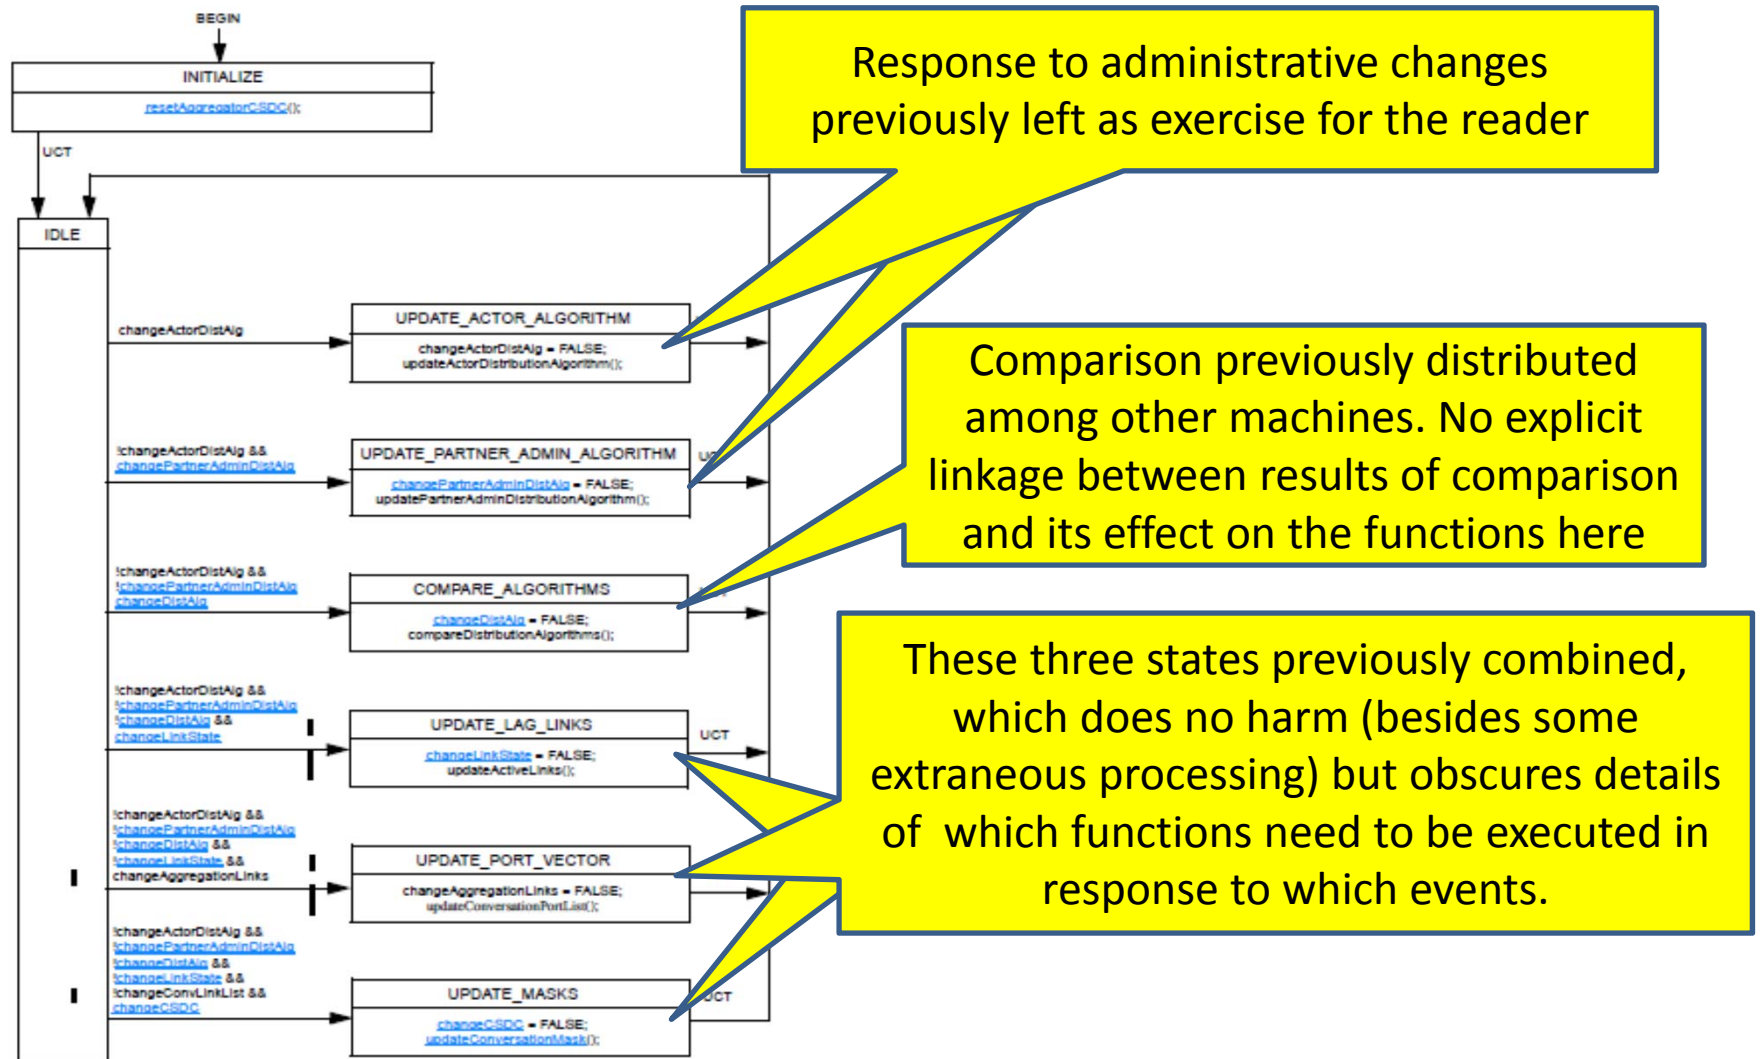 BEGIN
INITIALIZE
resetAggregatorCSDC();
UCT
IDLE
changeActorDistAlg
UPDATE_ACTOR_ALGORITHM
changeActorDistAlg = FALSE;
updateActorDistributionAlgorithm();
!changeActorDistAlg &&
changePartnerAdminDistAlg
UPDATE_PARTNER_ADMIN_ALGORITHM
changePartnerAdminDistAlg = FALSE;
updatePartnerAdminDistributionAlgorithm();
!changeActorDistAlg &&
!changePartnerAdminDistAlg
changeDistAlg
COMPARE_ALGORITHMS
changeDistAlg = FALSE;
compareDistributionAlgorithms();
!changeActorDistAlg &&
!changePartnerAdminDistAlg
!changeDistAlg &&
changeLinkState
UPDATE_LAG_LINKS
changeLinkState = FALSE;
updateActiveLinks();
UCT
!changeActorDistAlg &&
!changePartnerAdminDistAlg
!changeDistAlg &&
!changeLinkState &&
changeAggregationLinks
UPDATE_PORT_VECTOR
changeAggregationLinks = FALSE;
updateConversationPortList();
!changeActorDistAlg &&
!changePartnerAdminDistAlg
!changeDistAlg &&
!changeLinkState &&
!changeConvLinkList &&
changeCSDC
UPDATE_MASKS
changeCSDC = FALSE;
updateConversationMask();
UCT
Response to administrative changes
previously left as exercise for the reader
Comparison previously distributed
among other machines. No explicit
linkage between results of comparison
and its effect on the functions here
These three states previously combined,
which does no harm (besides some
extraneous processing) but obscures details
of which functions need to be executed in
response to which events.